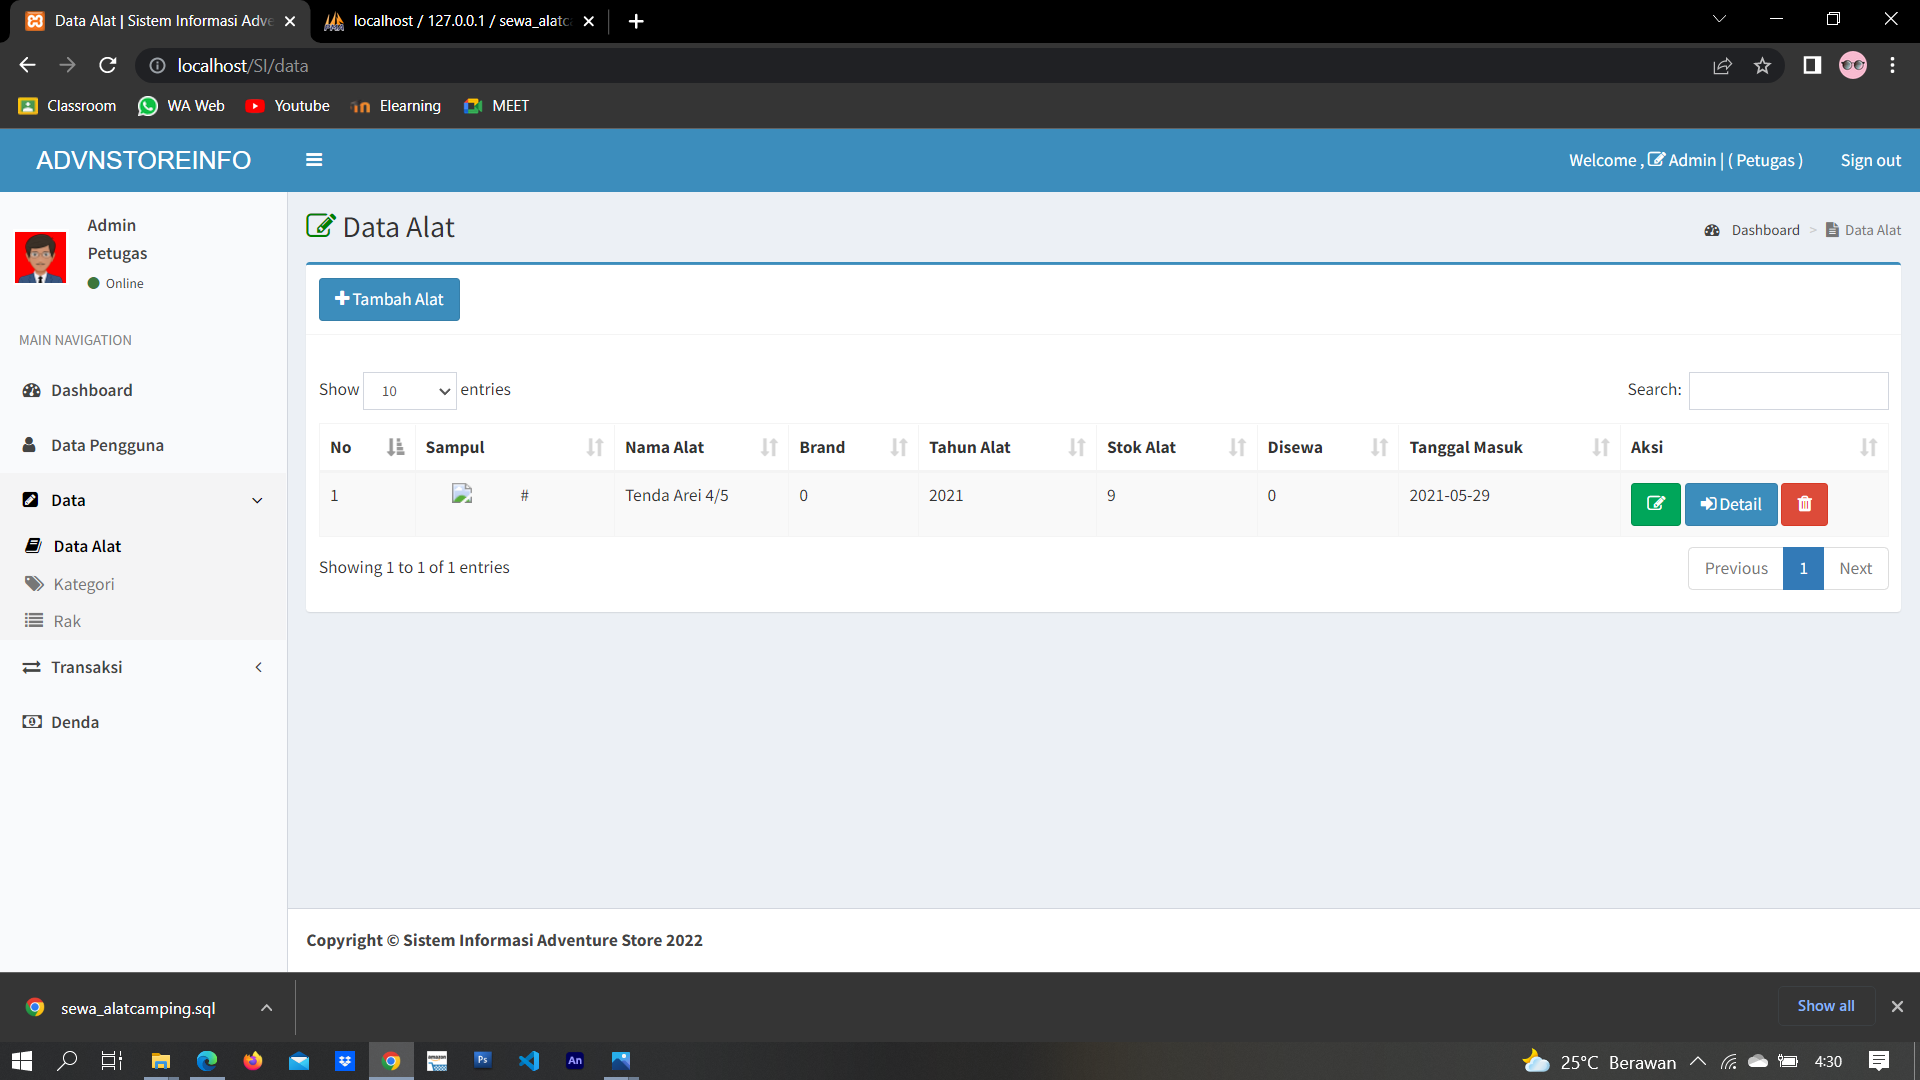 Data Alat | Sistem Informasi Adve
localhost / 127.0.0.1 / sewa_alatc
localhost/SI/data
Classroom
WA Web
Youtube
Elearning
MEET
ADVNSTOREINFO
Welcome , Admin | ( Petugas )
Sign out
Admin
Petugas
Online
MAIN NAVIGATION
Dashboard
Data Pengguna
Data
Data Alat
Kategori
Rak
Transaksi
Denda
Data Alat
Dashboard > Data Alat
Tambah Alat
Show 10 entries
Search:
No Sampul Nama Alat Brand Tahun Alat Stok Alat Disewa Tanggal Masuk Aksi
1 # Tenda Arei 4/5 0 2021 9 0 2021-05-29 Detail
Showing 1 to 1 of 1 entries
Previous 1 Next
Copyright © Sistem Informasi Adventure Store 2022
sewa_alatcamping.sql
Show all
Ps
An
25°C Berawan
4:30